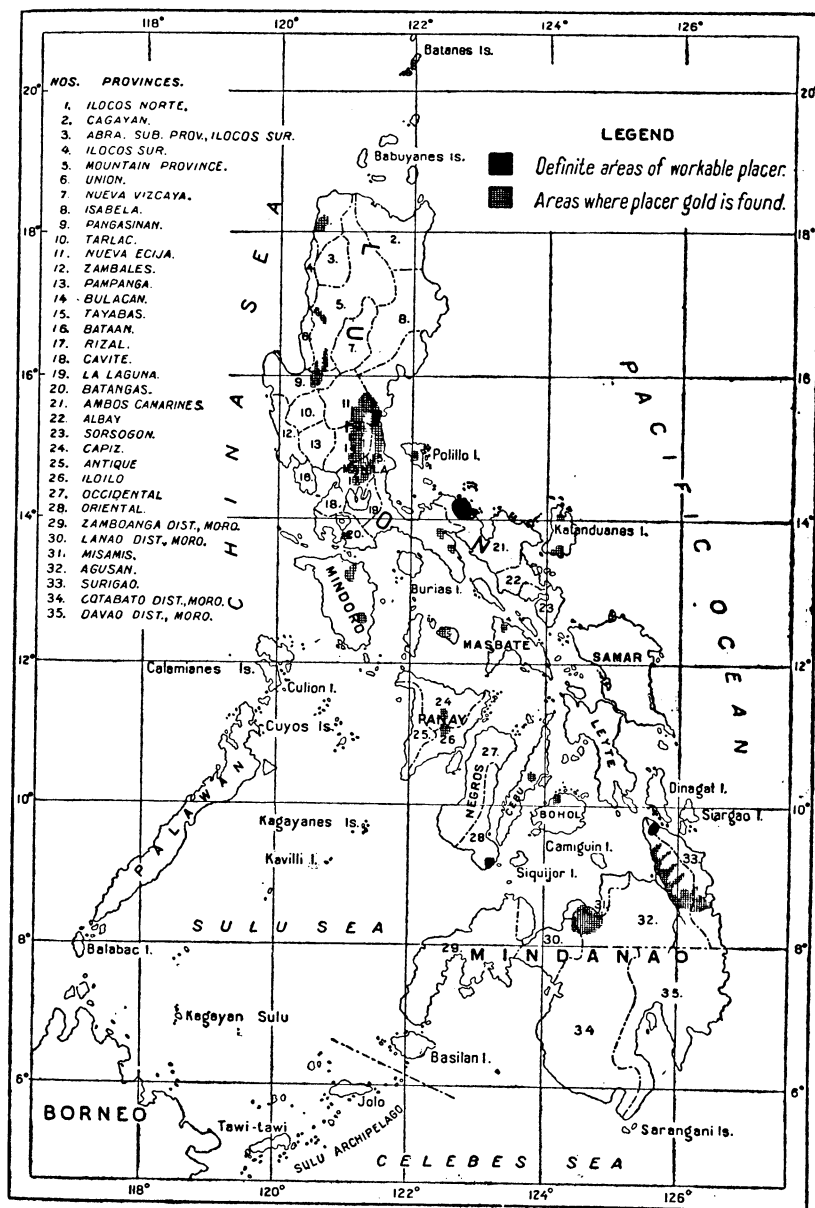 118° 120° 122° 124° 126°
Batanes Is.
NOS. PROVINCES.
1. ILOCOS NORTE.
2. CAGAYAN.
3. ABRA. SUB. PROV., ILOCOS SUR.
4. ILOCOS SUR.
5. MOUNTAIN PROVINCE.
6. UNION.
7. NUEVA VIZCAYA.
8. ISABELA.
9. PANGASINAN.
10. TARLAC.
11. NUEVA ECIJA.
12. ZAMBALES.
13. PAMPANGA.
14 BULACAN.
15. TAYABAS.
16. BATAAN.
17. RIZAL.
18. CAVITE.
19. LA LAGUNA.
20. BATANGAS.
21. AMBOS CAMARINES.
22. ALBAY
23. SORSOGON.
24. CAPIZ.
25. ANTIQUE
26. ILOILO
27. OCCIDENTAL
28. ORIENTAL.
29. ZAMBOANGA DIST., MORO.
30. LANAO DIST., MORO.
31. MISAMIS.
32. AGUSAN.
33. SURIGAO.
34. COTABATO DIST., MORO.
35. DAVAO DIST., MORO.
LEGEND
Definite areas of workable placer.
Areas where placer gold is found.
20°
Babuyanes Is.
CHINA SEA
PACIFIC OCEAN
LUZON
18° 18°
2.
3.
4.
5.
8.
7.
16° 16°
9.
10.
11
12.
13
Polillo I.
16.
18.
19.
20.
14° 14°
Katanduanes I.
21.
22
23
MINDORO
Burias I.
MASBATE
SAMAR
12° 12°
Calamianes Is.
Culion I.
Cuyos Is.
24
PANAY
25.
26
27.
NEGROS
CEBU
28
LEYTE
Dinagat I.
Siargao I.
BOHOL
PALAWAN
10° 10°
Kagayanes Is.
Kavilli I.
Camiguin I.
Siquijor I.
33.
31.
32.
30.
29.
SULU SEA
MINDANAO
8° 8°
Balabac I.
35.
34
Kagayan Sulu
Basilan I.
6° 6°
BORNEO
Jolo
Tawi-tawi
SULU ARCHIPELAGO
Sarangani Is.
CELEBES SEA
118° 120° 122° 124° 126°